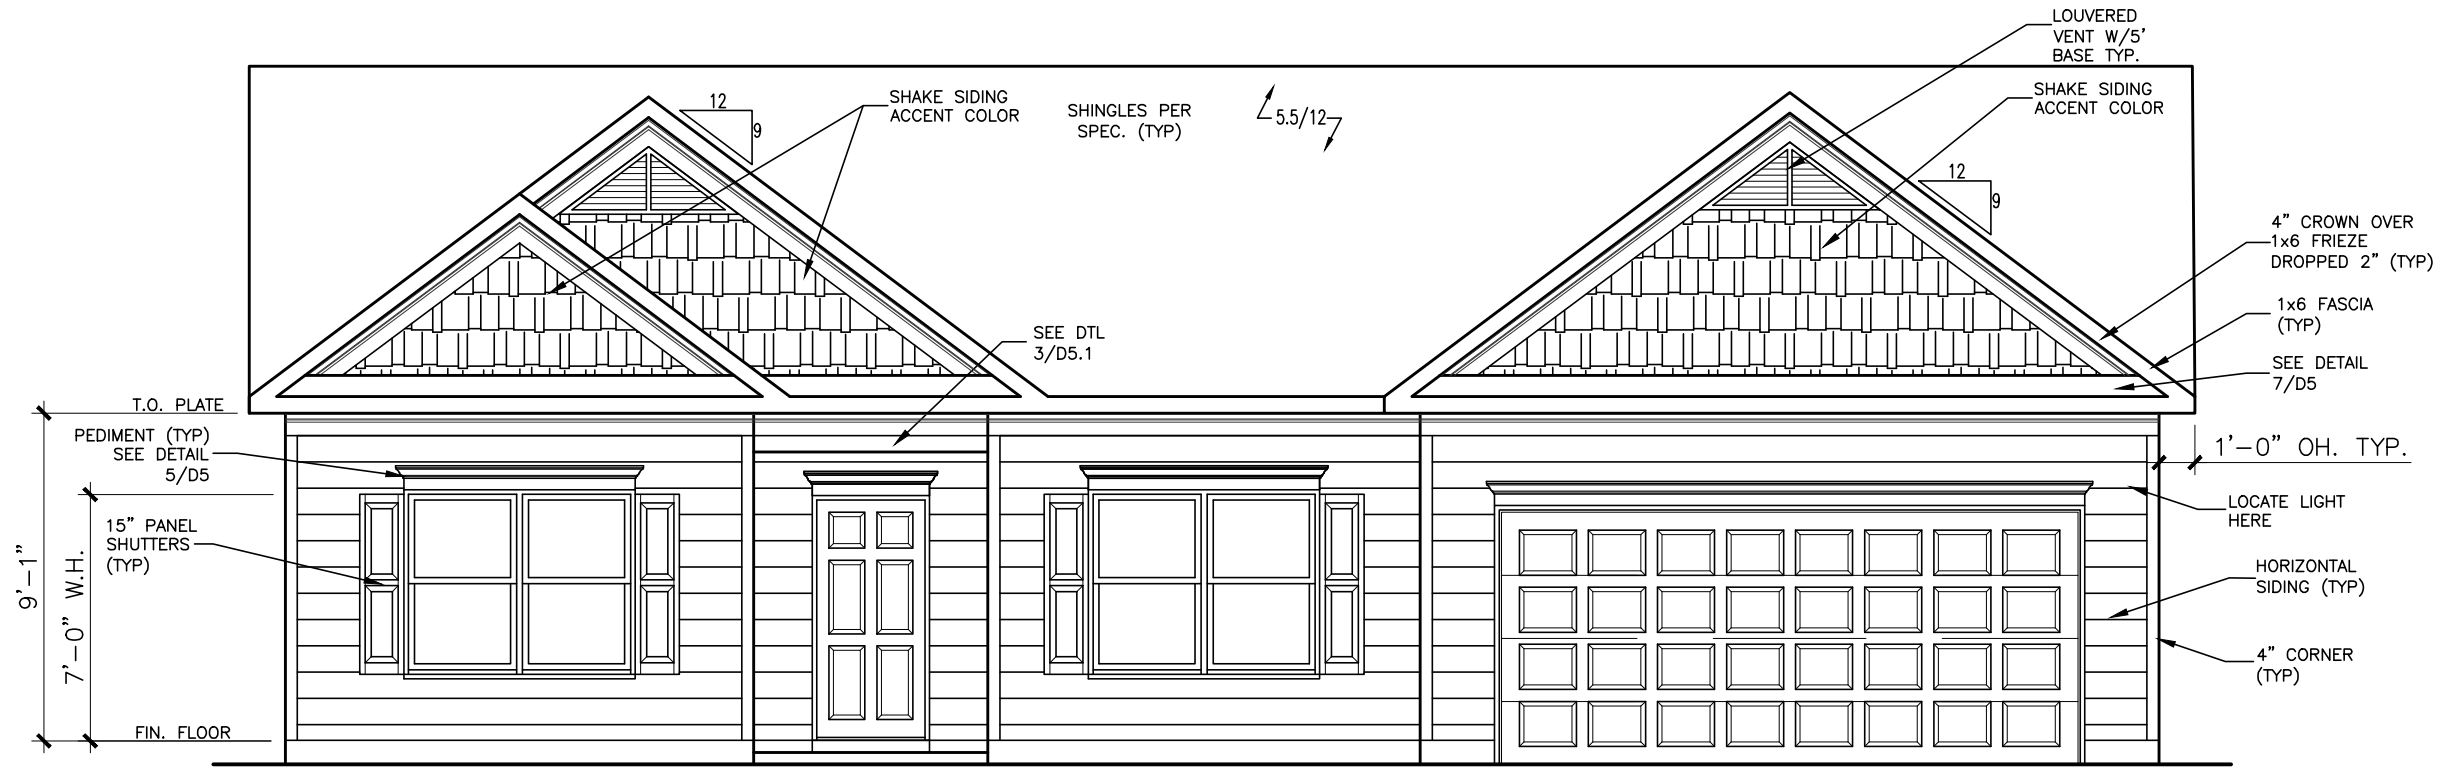 LOUVERED
VENT W/5'
BASE TYP.
12
9
SHAKE SIDING
ACCENT COLOR
SHINGLES PER
SPEC. (TYP)
5.5/12
SHAKE SIDING
ACCENT COLOR
12
9
4” CROWN OVER
1x6 FRIEZE
DROPPED 2” (TYP)
1x6 FASCIA
(TYP)
SEE DTL
3/D5.1
SEE DETAIL
7/D5
T.O. PLATE
PEDIMENT (TYP)
SEE DETAIL
5/D5
1'-0” OH. TYP.
15” PANEL
SHUTTERS
(TYP)
LOCATE LIGHT
HERE
9'-1”
7'-0” W.H.
HORIZONTAL
SIDING (TYP)
4” CORNER
(TYP)
FIN. FLOOR